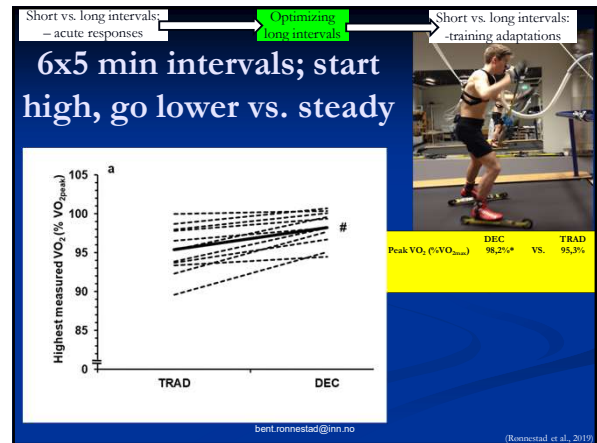 Short vs. long intervals;
– acute responses
Optimizing
long intervals
Short vs. long intervals:
-training adaptations
6x5 min intervals; start
high, go lower vs. steady
a
Highest measured VO2 (% VO2peak)
105
100
95
90
85
0
#
TRAD
DEC
DEC
TRAD
Peak VO2 (%VO2max)
98,2%*
VS.
95,3%
bent.ronnestad@inn.no
(Rønnestad et al., 2019)